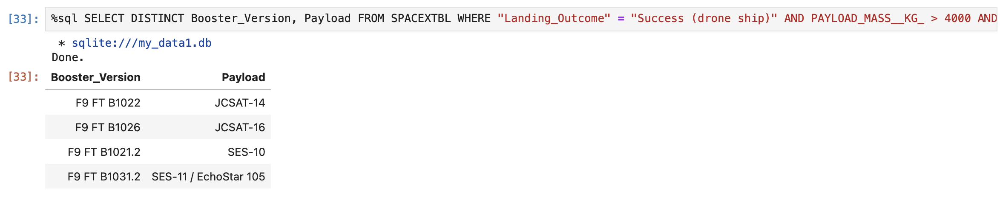 [33]: %sql SELECT DISTINCT Booster_Version, Payload FROM SPACEXTBL WHERE "Landing_Outcome" = "Success (drone ship)" AND PAYLOAD_MASS__KG_ > 4000 AND
* sqlite:///my_data1.db
Done.
[33]: Booster_Version Payload
F9 FT B1022 JCSAT-14
F9 FT B1026 JCSAT-16
F9 FT B1021.2 SES-10
F9 FT B1031.2 SES-11 / EchoStar 105